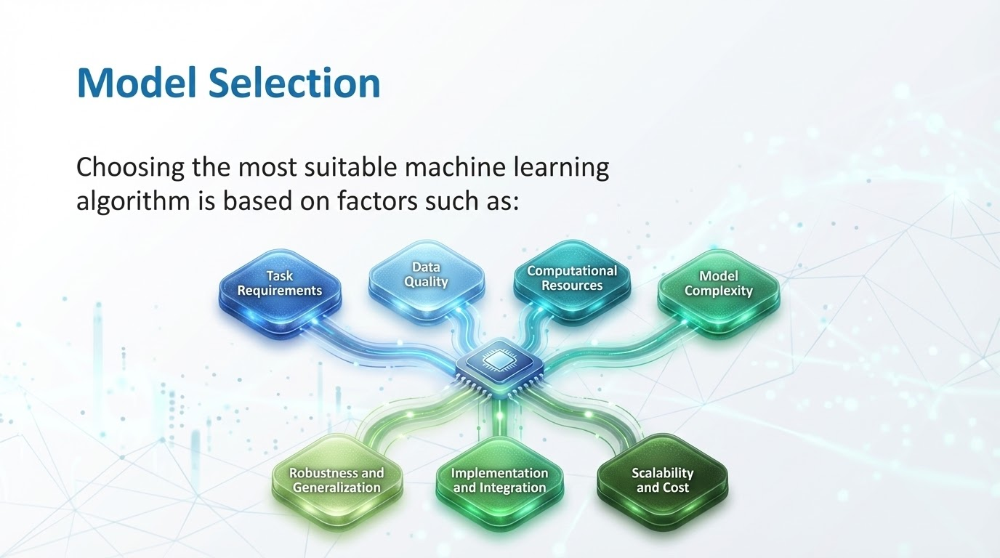 Model Selection
Choosing the most suitable machine learning
algorithm is based on factors such as:
Task
Requirements
Data
Quality
Computational
Resources
Model
Complexity
Robustness and
Generalization
Implementation
and Integration
Scalability
and Cost